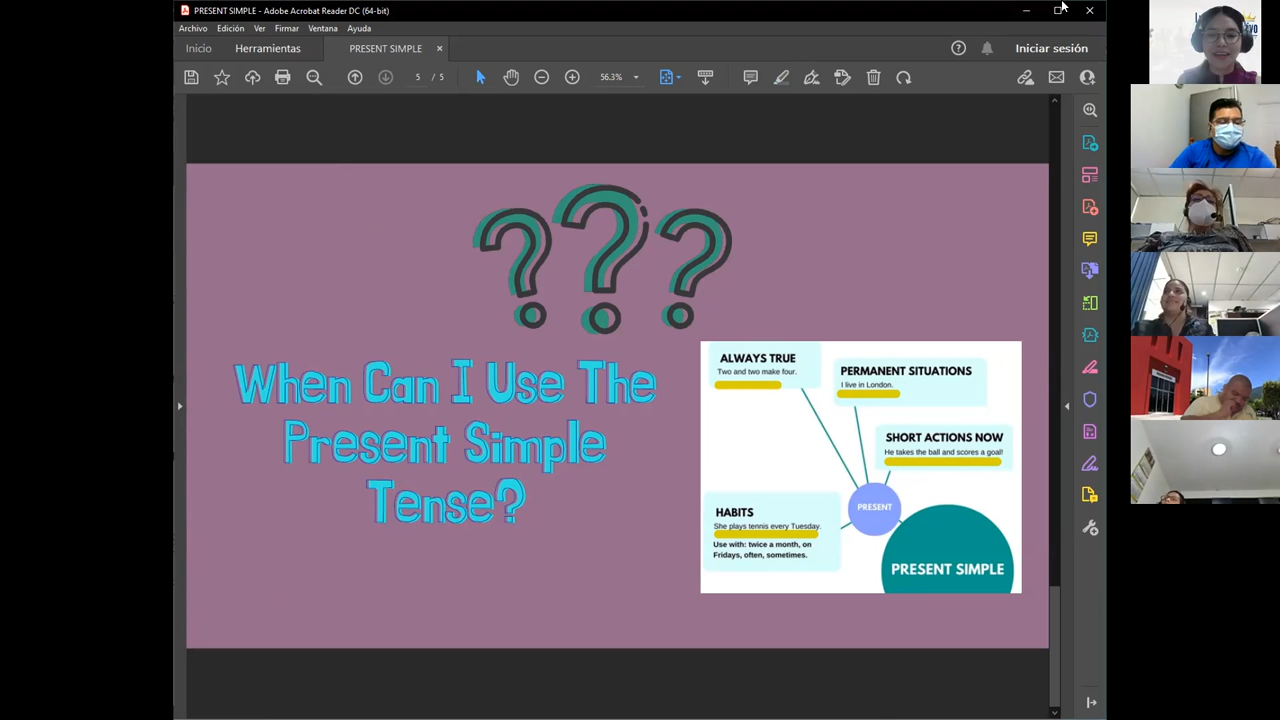 PRESENT SIMPLE - Adobe Acrobat Reader DC (64-bit)
Archivo Edición Ver Firmar Ventana Ayuda
Inicio Herramientas PRESENT SIMPLE × Iniciar sesión
5 / 5 56.3%
???
When Can I Use The
Present Simple
Tense?
ALWAYS TRUE
Two and two make four.
PERMANENT SITUATIONS
I live in London.
SHORT ACTIONS NOW
He takes the ball and scores a goal!
HABITS
She plays tennis every Tuesday.
Use with: twice a month, on
Fridays, often, sometimes.
PRESENT
PRESENT SIMPLE